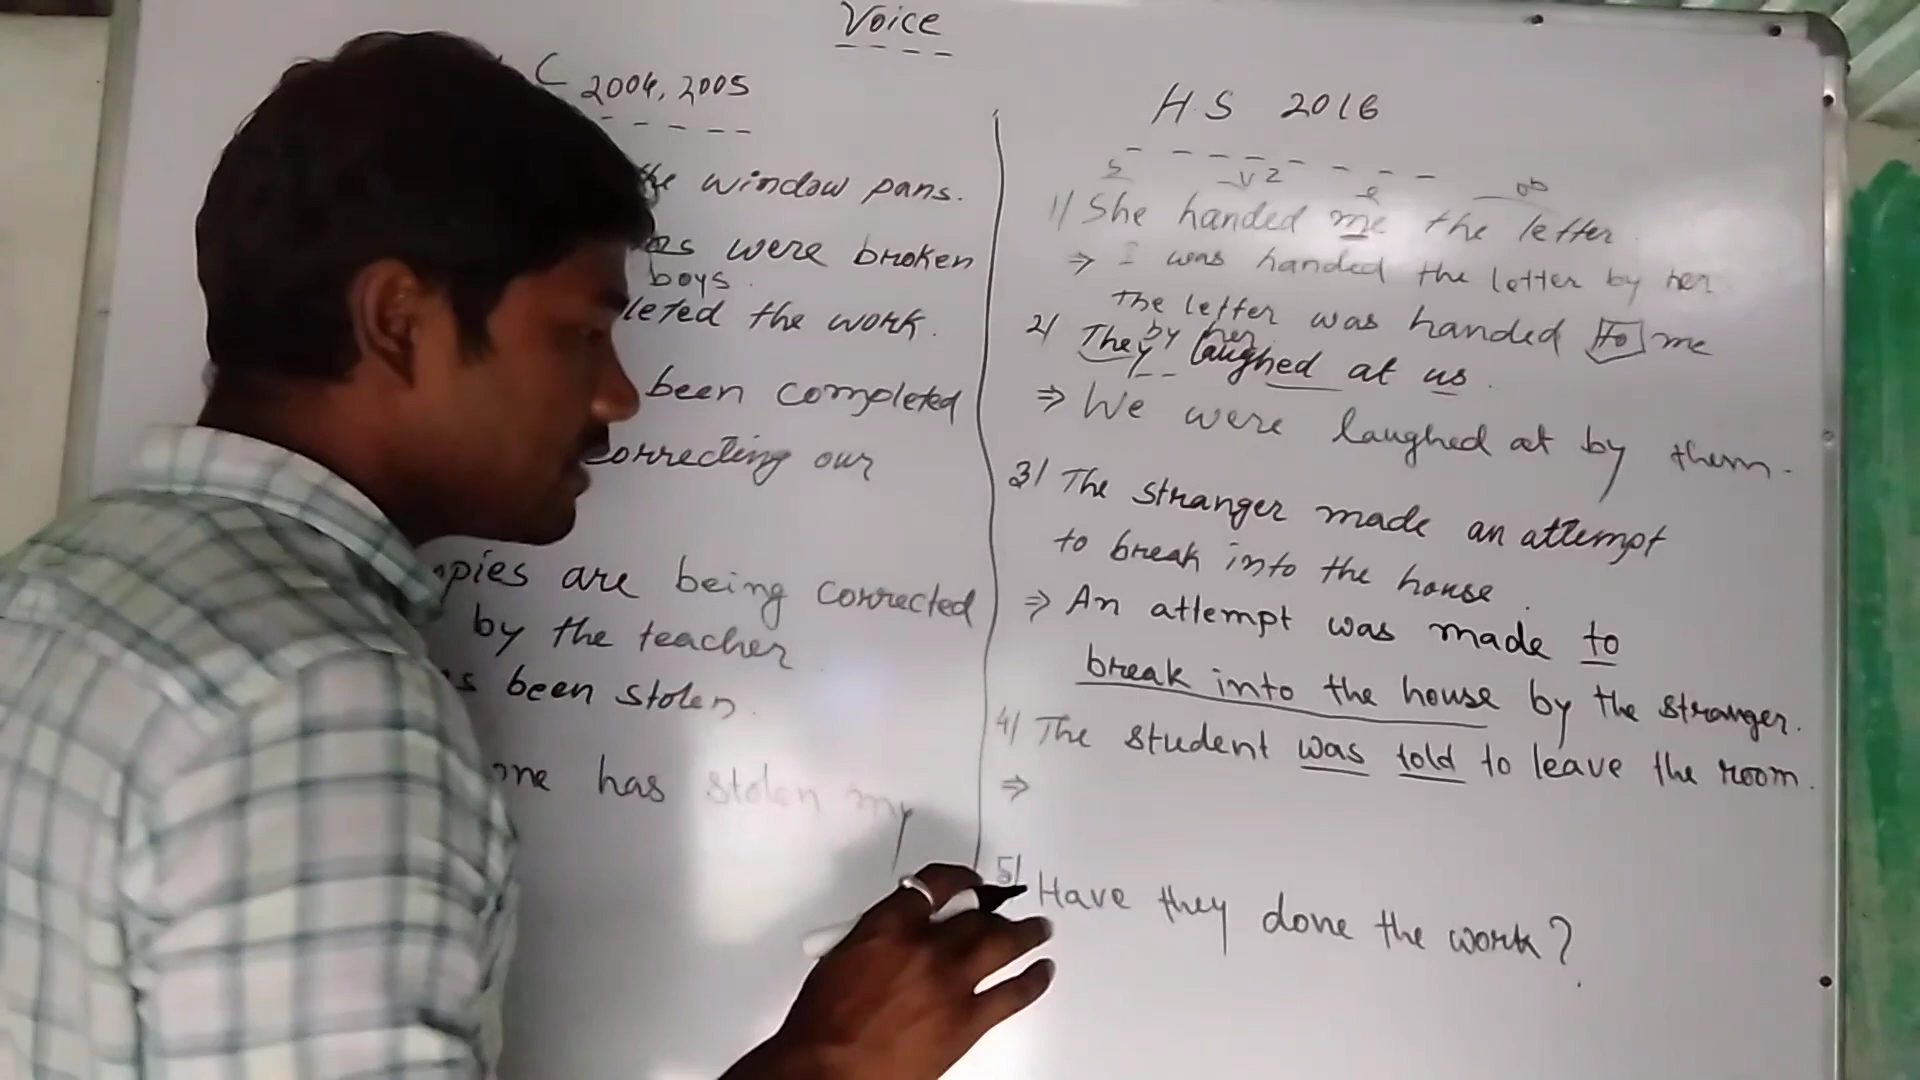 Voice
C 2004, 2005
the window pans.
were broken
boys.
leted the work.
been completed
orrecting our
opies are being corrected
by the teacher
s been stolen.
one has stolen my
H.S 2016
S V2 ob
1) She handed me the letter.
⇒ I was handed the letter by her
the letter was handed to me
by her
2) They laughed at us.
⇒ We were laughed at by them.
3) The stranger made an attempt
to break into the house.
⇒ An attempt was made to
break into the house by the stranger.
4) The student was told to leave the room.
⇒
5) Have they done the work?